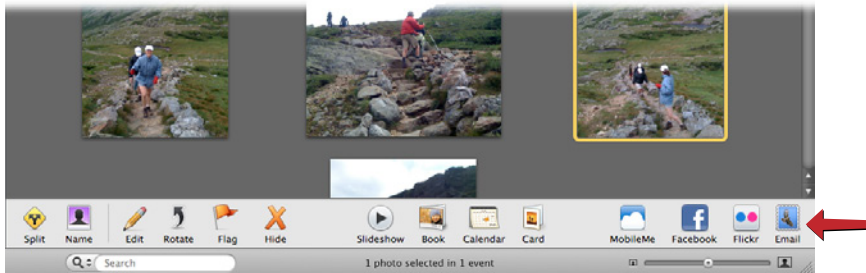 Split Name Edit Rotate Flag Hide Slideshow Book Calendar Card MobileMe Facebook Flickr Email
Search 1 photo selected in 1 event